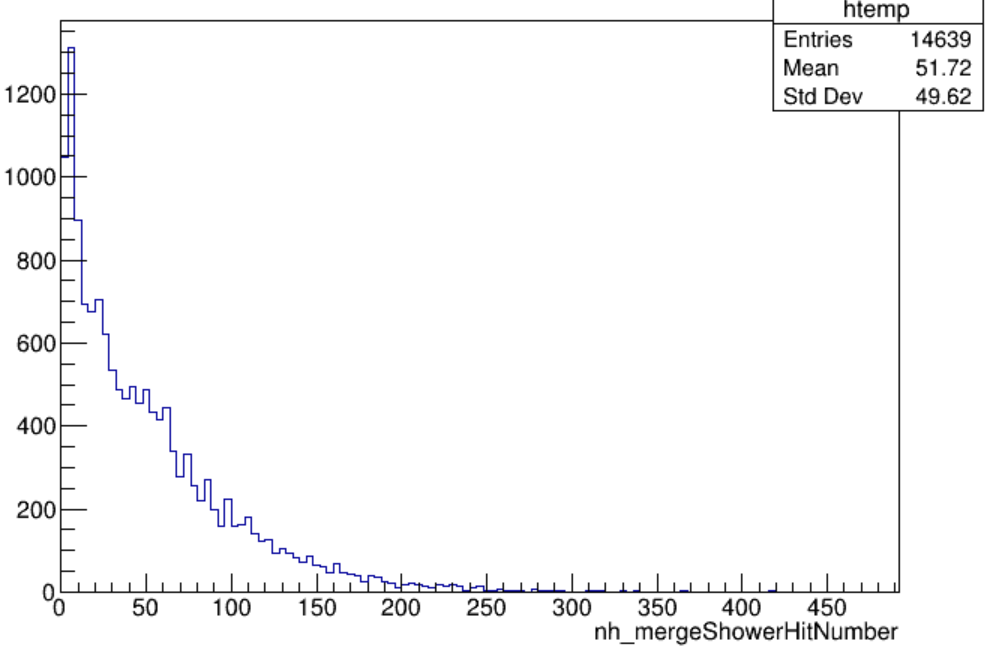 htemp
Entries 14639
Mean 51.72
Std Dev 49.62
1200
1000
800
600
400
200
0
0 50 100 150 200 250 300 350 400 450
nh_mergeShowerHitNumber